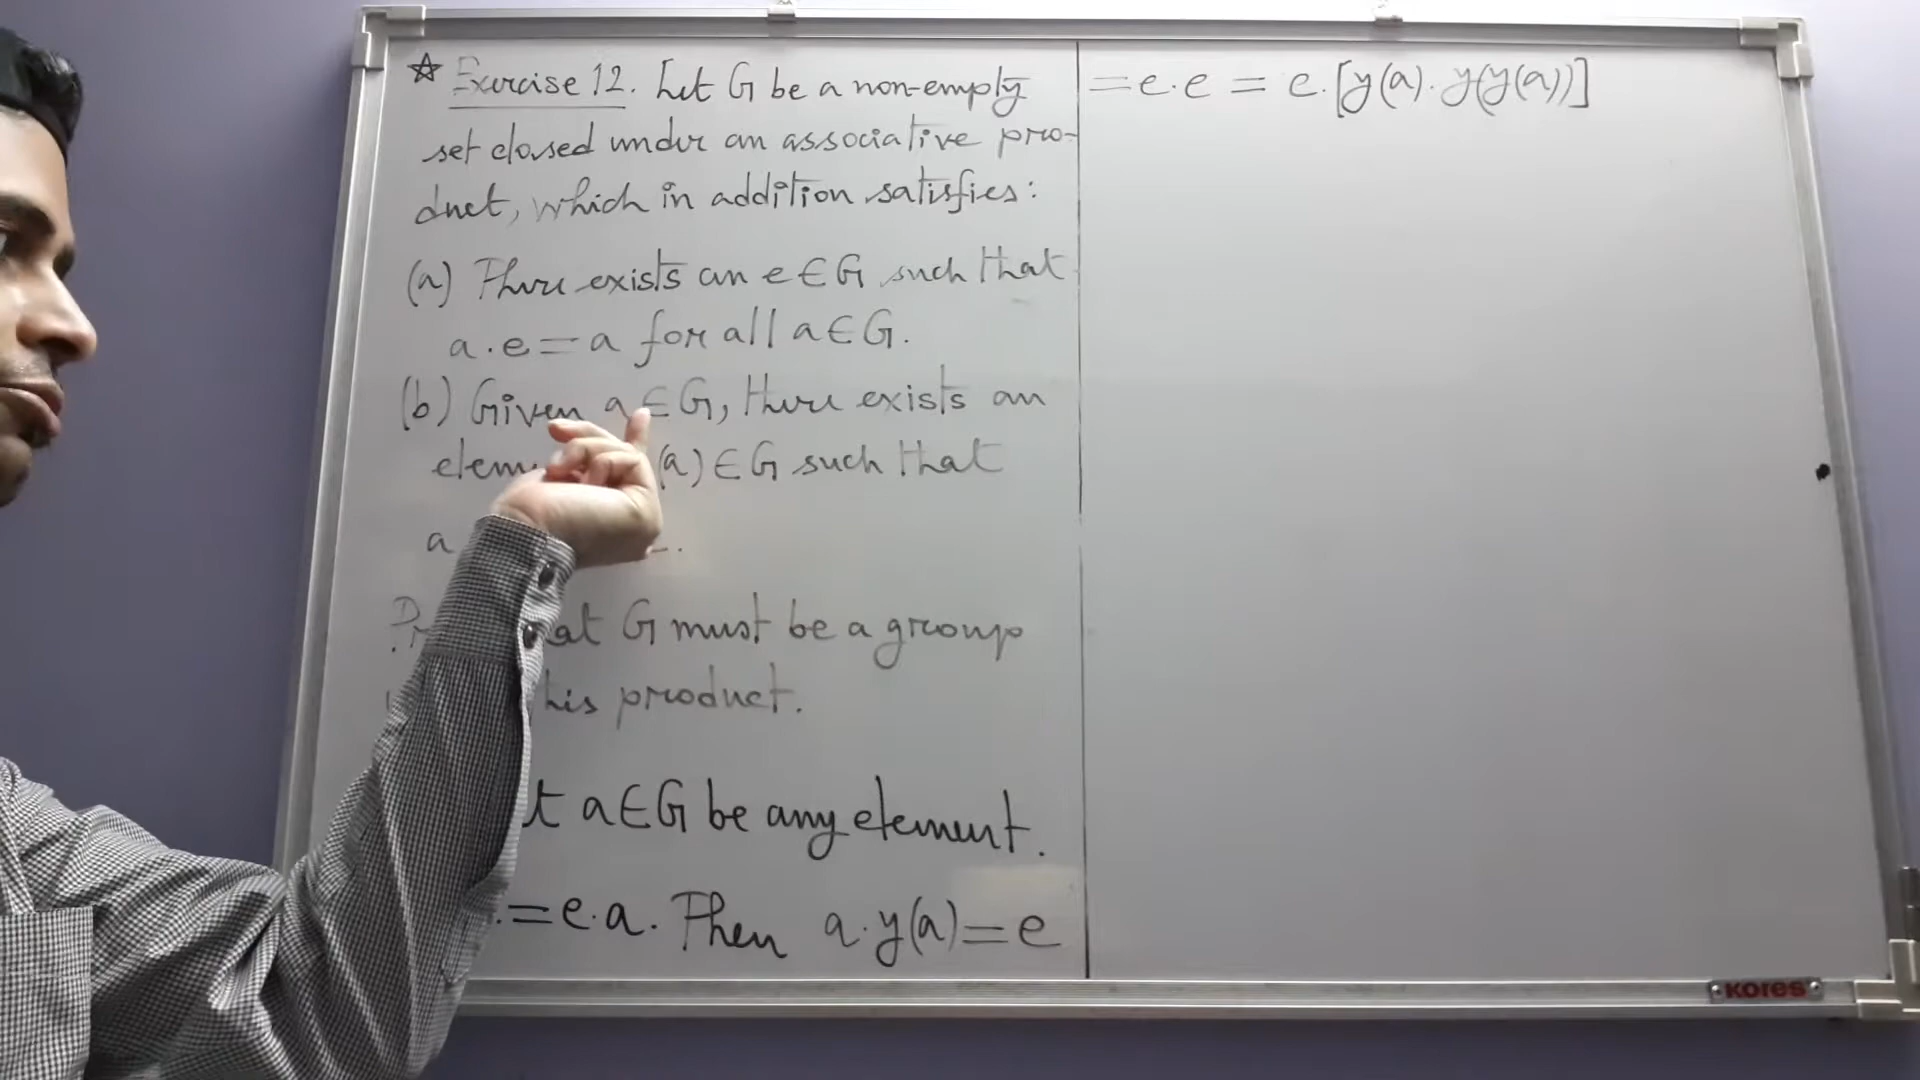 ☆ Exercise 12. Let G be a non-empty
set closed under an associative pro-
duct, which in addition satisfies:
(a) There exists an e∈G such that
a.e=a for all a∈G.
(b) Given a∈G, there exists an
(a)∈G such that
a
G must be a group
product.
a∈G be any element.
=e.a. Then a.y(a)=e
=e.e = e.[y(a).y(y(a))]
KORES